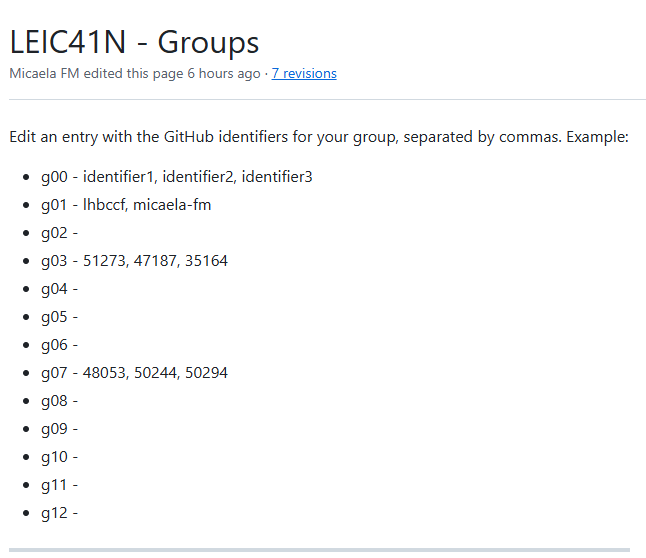 LEIC41N - Groups
Micaela FM edited this page 6 hours ago · 7 revisions
Edit an entry with the GitHub identifiers for your group, separated by commas. Example:
• g00 - identifier1, identifier2, identifier3
• g01 - lhbccf, micaela-fm
• g02 -
• g03 - 51273, 47187, 35164
• g04 -
• g05 -
• g06 -
• g07 - 48053, 50244, 50294
• g08 -
• g09 -
• g10 -
• g11 -
• g12 -